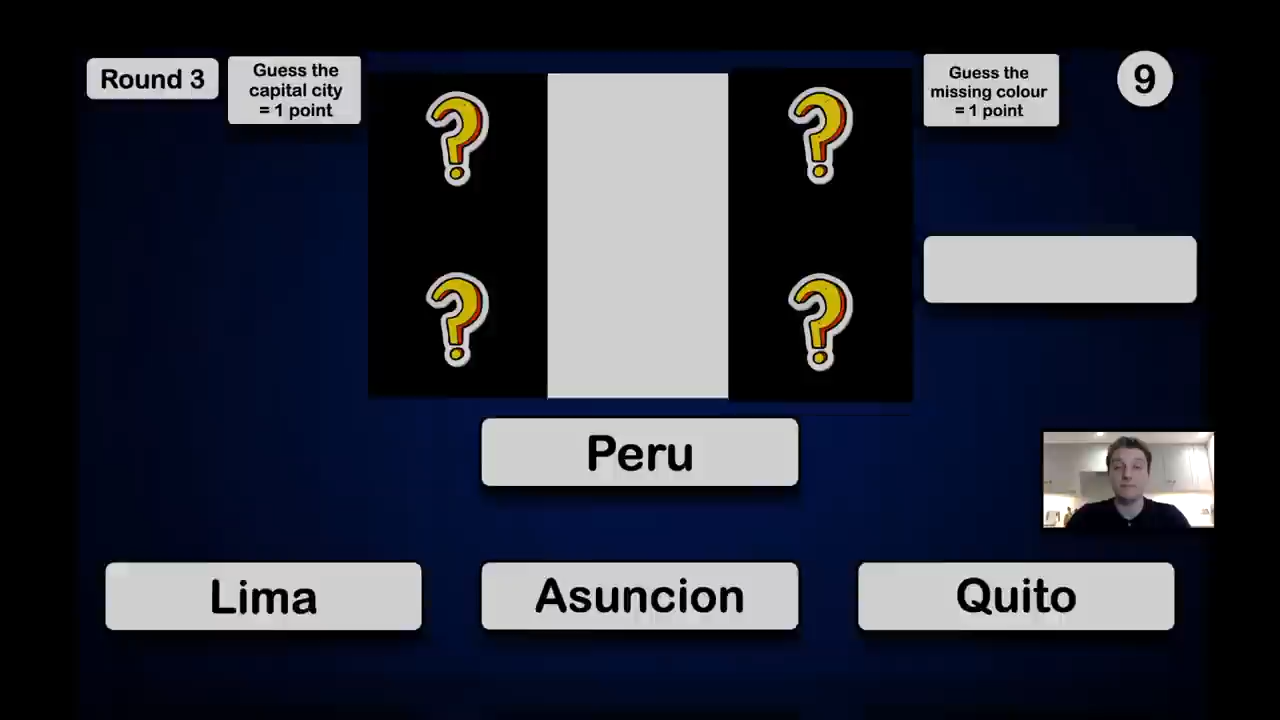 Round 3
Guess the
capital city
= 1 point
Guess the
missing colour
= 1 point
9
Peru
Lima
Asuncion
Quito